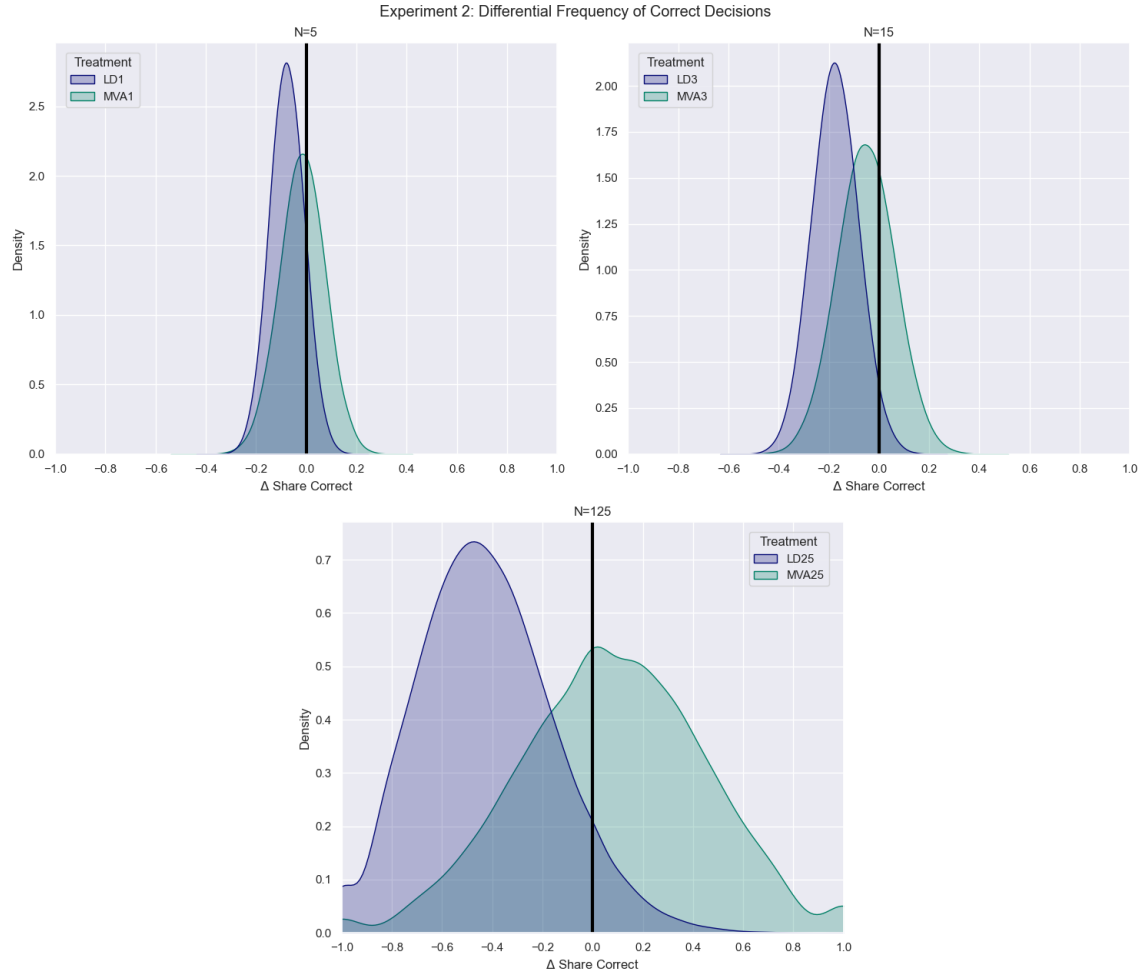 Experiment 2: Differential Frequency of Correct Decisions
N=5
Treatment
LD1
MVA1
Density
2.5
2.0
1.5
1.0
0.5
0.0
−1.0 −0.8 −0.6 −0.4 −0.2 0.0 0.2 0.4 0.6 0.8 1.0
Δ Share Correct
N=15
Treatment
LD3
MVA3
Density
2.00
1.75
1.50
1.25
1.00
0.75
0.50
0.25
0.00
−1.0 −0.8 −0.6 −0.4 −0.2 0.0 0.2 0.4 0.6 0.8 1.0
Δ Share Correct
N=125
Treatment
LD25
MVA25
Density
0.7
0.6
0.5
0.4
0.3
0.2
0.1
0.0
−1.0 −0.8 −0.6 −0.4 −0.2 0.0 0.2 0.4 0.6 0.8 1.0
Δ Share Correct